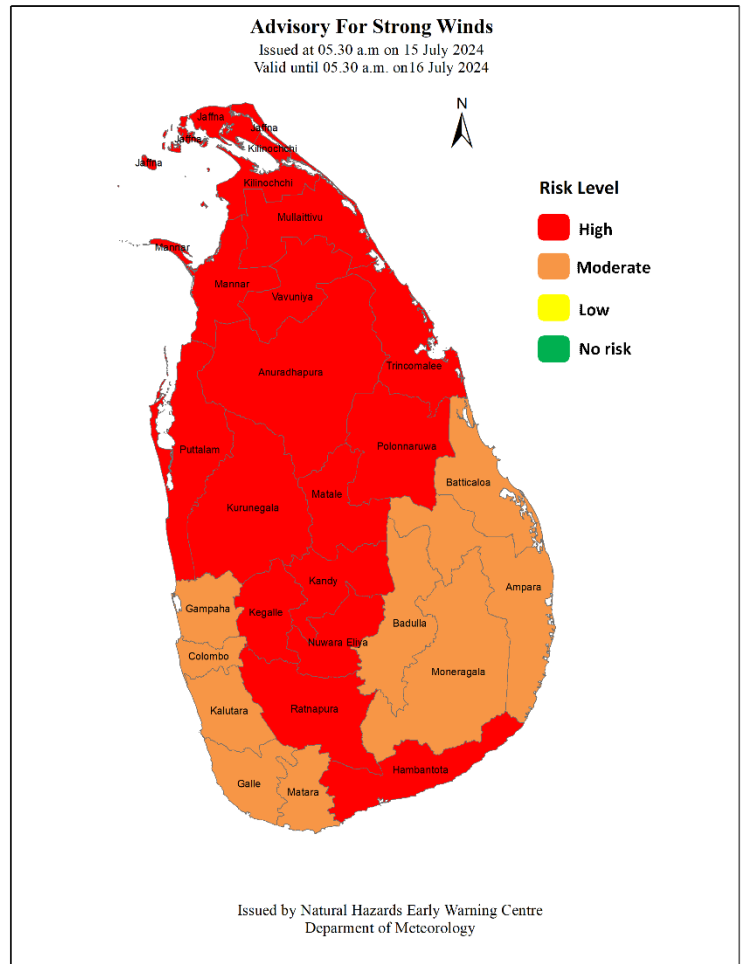 Advisory For Strong Winds
Issued at 05.30 a.m on 15 July 2024
Valid until 05.30 a.m. on16 July 2024
N
Jaffna
Jaffna
Jaffna
Kilinochchi
Jaffna
Kilinochchi
Mullaittivu
Mannar
Mannar
Vavuniya
Anuradhapura
Trincomalee
Puttalam
Polonnaruwa
Batticaloa
Kurunegala
Matale
Kandy
Ampara
Gampaha
Kegalle
Badulla
Nuwara Eliya
Colombo
Moneragala
Kalutara
Ratnapura
Hambantota
Galle
Matara
Risk Level
High
Moderate
Low
No risk
Issued by Natural Hazards Early Warning Centre
Deparment of Meteorology